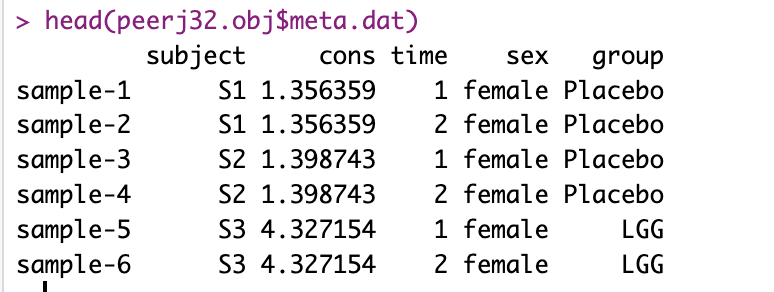 > head(peerj32.obj$meta.dat)
subject cons time sex group
sample-1 S1 1.356359 1 female Placebo
sample-2 S1 1.356359 2 female Placebo
sample-3 S2 1.398743 1 female Placebo
sample-4 S2 1.398743 2 female Placebo
sample-5 S3 4.327154 1 female LGG
sample-6 S3 4.327154 2 female LGG